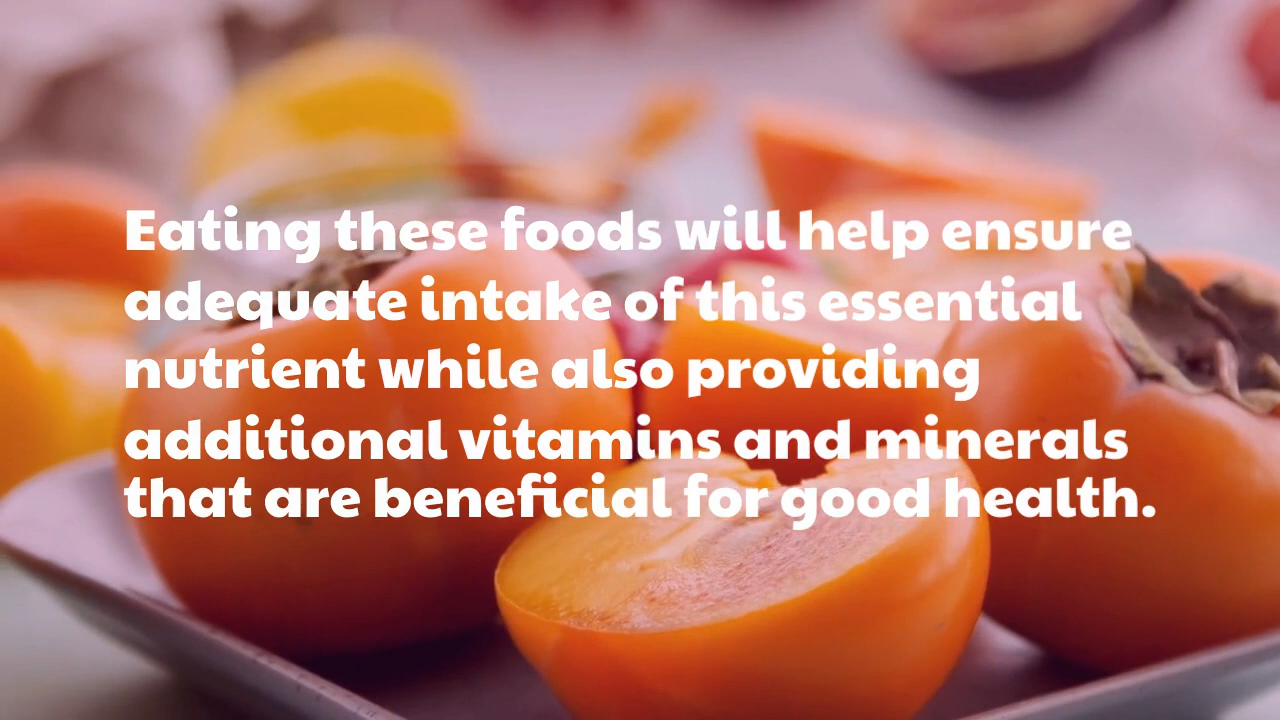 Eating these foods will help ensure
adequate intake of this essential
nutrient while also providing
additional vitamins and minerals
that are beneficial for good health.